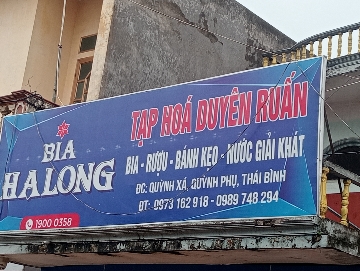 BIA
HALONG
1900 0358
TẠP HOÁ DUYÊN RUẤN
BIA - RƯỢU - BÁNH KẸO - NƯỚC GIẢI KHÁT
ĐC: QUỲNH XÁ, QUỲNH PHỤ, THÁI BÌNH
ĐT: 0973 162 918 - 0989 748 294